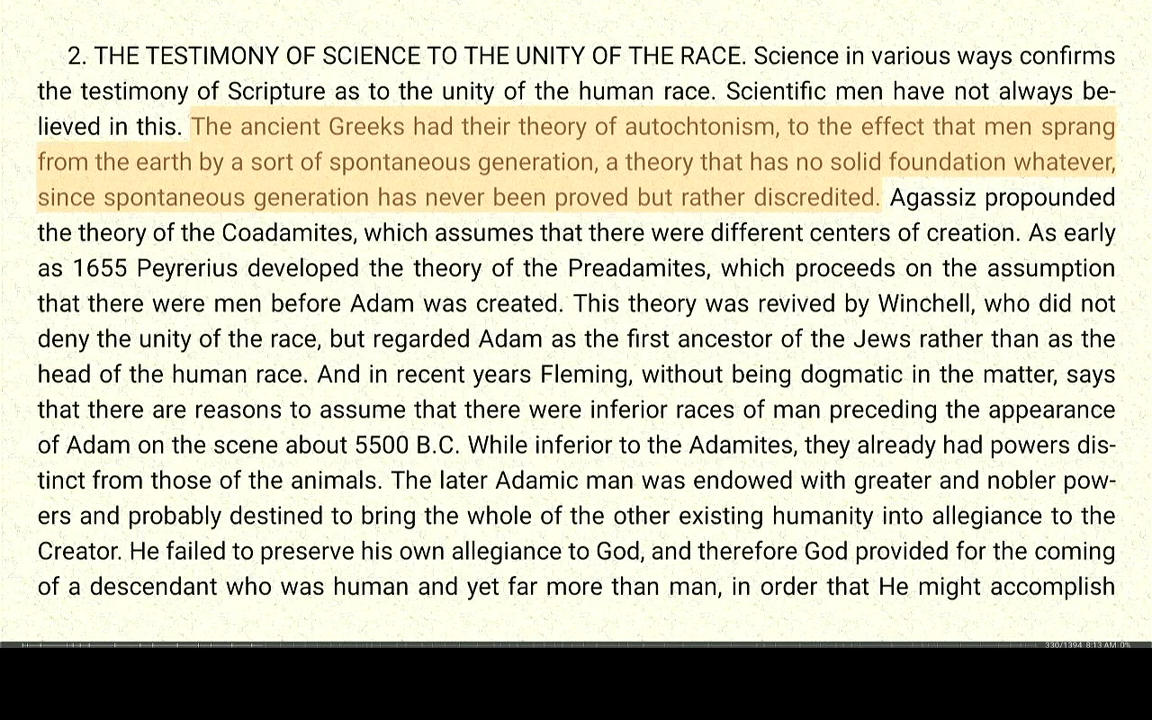 2. THE TESTIMONY OF SCIENCE TO THE UNITY OF THE RACE. Science in various ways confirms
the testimony of Scripture as to the unity of the human race. Scientific men have not always be-
lieved in this. The ancient Greeks had their theory of autochtonism, to the effect that men sprang
from the earth by a sort of spontaneous generation, a theory that has no solid foundation whatever,
since spontaneous generation has never been proved but rather discredited. Agassiz propounded
the theory of the Coadamites, which assumes that there were different centers of creation. As early
as 1655 Peyrerius developed the theory of the Preadamites, which proceeds on the assumption
that there were men before Adam was created. This theory was revived by Winchell, who did not
deny the unity of the race, but regarded Adam as the first ancestor of the Jews rather than as the
head of the human race. And in recent years Fleming, without being dogmatic in the matter, says
that there are reasons to assume that there were inferior races of man preceding the appearance
of Adam on the scene about 5500 B.C. While inferior to the Adamites, they already had powers dis-
tinct from those of the animals. The later Adamic man was endowed with greater and nobler pow-
ers and probably destined to bring the whole of the other existing humanity into allegiance to the
Creator. He failed to preserve his own allegiance to God, and therefore God provided for the coming
of a descendant who was human and yet far more than man, in order that He might accomplish
330/1394 8:13 AM 0%